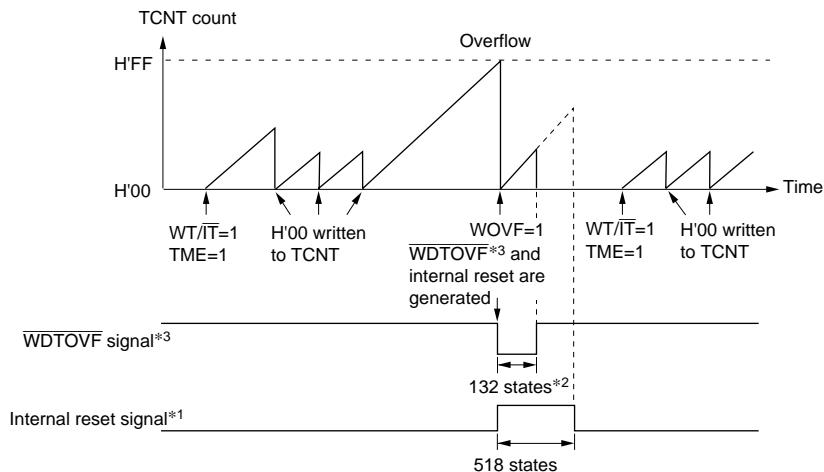 TCNT count
Overflow
H'FF
H'00
Time
WT/IT=1
TME=1
H'00 written
to TCNT
WOVF=1
WDTOVF*3 and
internal reset are
generated
WT/IT=1
TME=1
H'00 written
to TCNT
WDTOVF signal*3
132 states*2
Internal reset signal*1
518 states